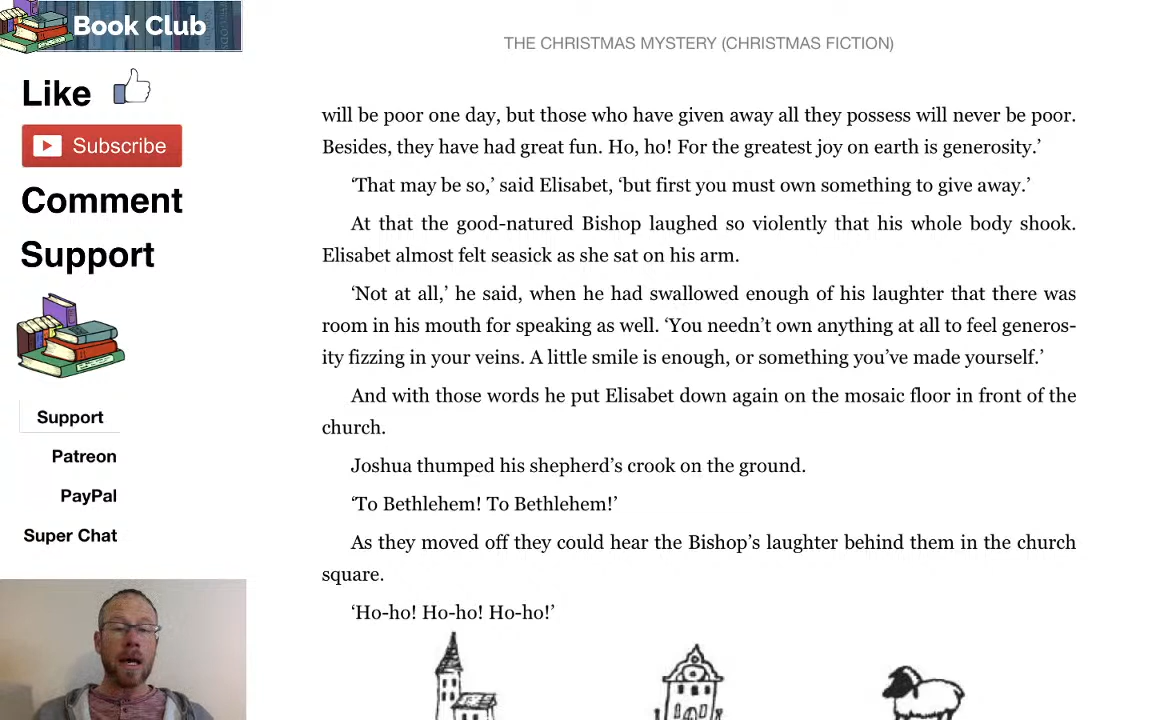 Book Club
Like
Subscribe
Comment
Support
Support
Patreon
PayPal
Super Chat
THE CHRISTMAS MYSTERY (CHRISTMAS FICTION)
will be poor one day, but those who have given away all they possess will never be poor.
Besides, they have had great fun. Ho, ho! For the greatest joy on earth is generosity.’
‘That may be so,’ said Elisabet, ‘but first you must own something to give away.’
At that the good-natured Bishop laughed so violently that his whole body shook.
Elisabet almost felt seasick as she sat on his arm.
‘Not at all,’ he said, when he had swallowed enough of his laughter that there was
room in his mouth for speaking as well. ‘You needn’t own anything at all to feel generos-
ity fizzing in your veins. A little smile is enough, or something you’ve made yourself.’
And with those words he put Elisabet down again on the mosaic floor in front of the
church.
Joshua thumped his shepherd’s crook on the ground.
‘To Bethlehem! To Bethlehem!’
As they moved off they could hear the Bishop’s laughter behind them in the church
square.
‘Ho-ho! Ho-ho! Ho-ho!’